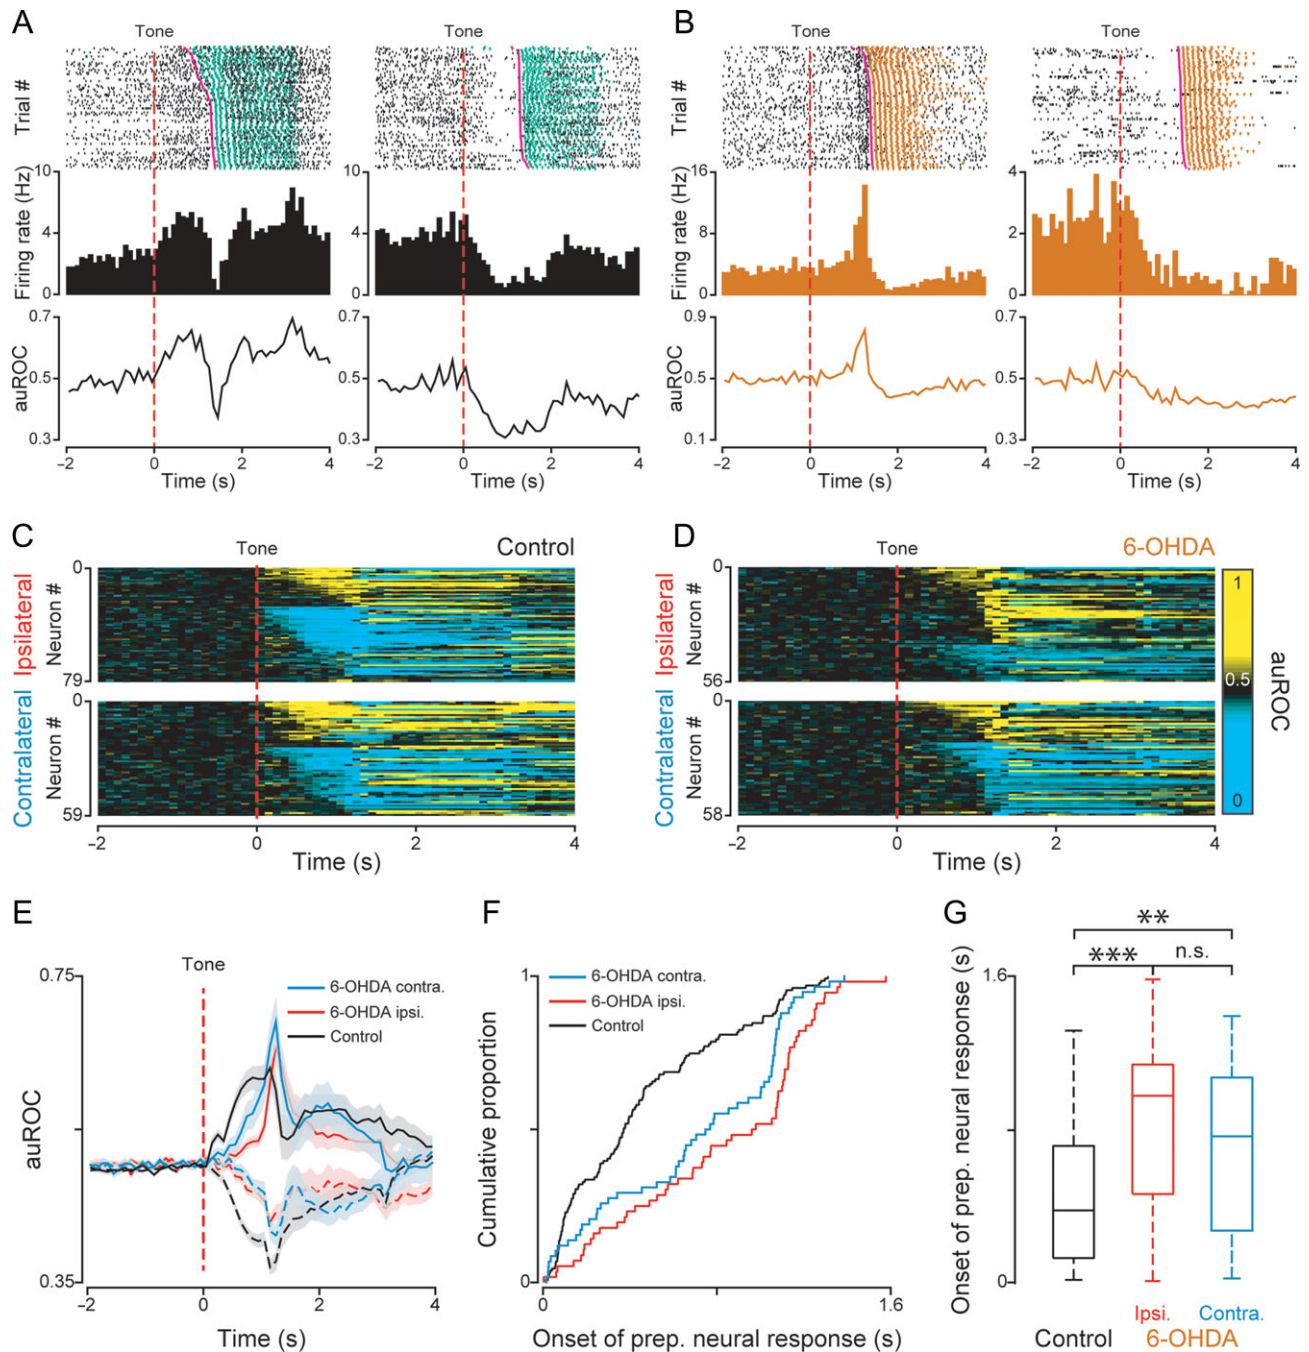 A
B
Tone
Tone
Tone
Tone
Trial #
Trial #
Firing rate (Hz)
10
4
0
10
4
0
Firing rate (Hz)
16
8
0
4
2
0
auROC
0.7
0.5
0.3
0.7
0.5
0.3
auROC
0.9
0.5
0.1
0.7
0.5
0.3
−2 0 2 4
−2 0 2 4
−2 0 2 4
−2 0 2 4
Time (s)
Time (s)
Time (s)
Time (s)
C
Tone
Control
Ipsilateral
Neuron #
0
79
Contralateral
Neuron #
0
59
−2 0 2 4
Time (s)
D
Tone
6-OHDA
Ipsilateral
Neuron #
0
56
Contralateral
Neuron #
0
58
−2 0 2 4
Time (s)
1
0.5
0
auROC
E
Tone
0.75
0.35
auROC
6-OHDA contra.
6-OHDA ipsi.
Control
−2 0 2 4
Time (s)
F
1
0
Cumulative proportion
6-OHDA contra.
6-OHDA ipsi.
Control
0 1.6
Onset of prep. neural response (s)
G
**
*** n.s.
Onset of prep. neural response (s)
1.6
0
Ipsi. Contra.
Control 6-OHDA